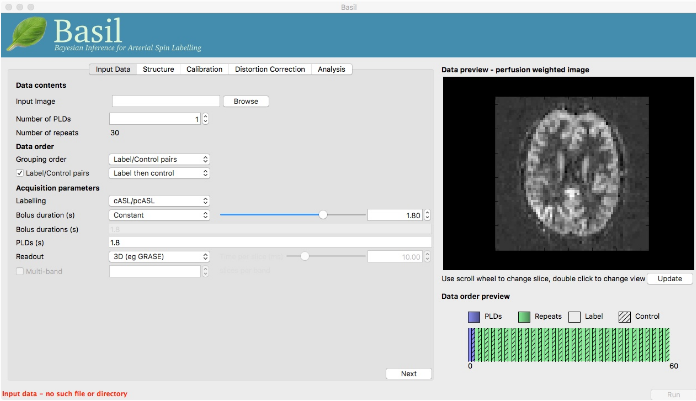 Basil
Basil
Bayesian Inference for Arterial Spin Labelling
Input Data Structure Calibration Distortion Correction Analysis
Data contents
Input Image Browse
Number of PLDs 1
Number of repeats 30
Data order
Grouping order Label/Control pairs
Label/Control pairs Label then control
Acquisition parameters
Labelling cASL/pcASL
Bolus duration (s) Constant 1.80
Bolus durations (s) 1.8
PLDs (s) 1.8
Readout 3D (eg GRASE) 10.00
Multi-band
Next
Data preview - perfusion weighted image
Use scroll wheel to change slice, double click to change view Update
Data order preview
PLDs Repeats Label Control
0 60
Input data - no such file or directory
Run